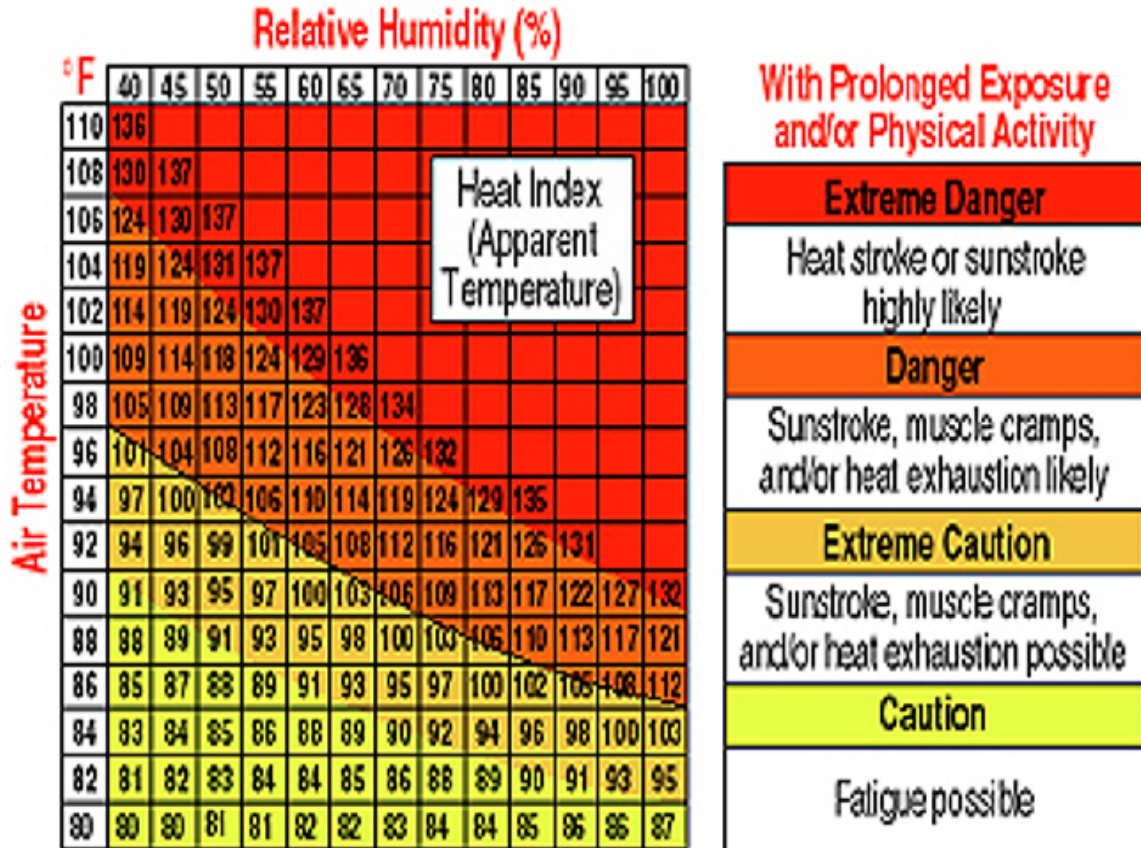 Relative Humidity (%)
°F 40 45 50 55 60 65 70 75 80 85 90 95 100
110 136
108 130 137
106 124 130 137
104 119 124 131 137
102 114 119 124 130 137
100 109 114 118 124 129 136
98 105 109 113 117 123 128 134
96 101 104 108 112 116 121 126 132
94 97 100 103 106 110 114 119 124 129 135
92 94 96 99 101 105 108 112 116 121 126 131
90 91 93 95 97 100 103 106 109 113 117 122 127 132
88 88 89 91 93 95 98 100 103 106 110 113 117 121
86 85 87 88 89 91 93 95 97 100 102 105 108 112
84 83 84 85 86 88 89 90 92 94 96 98 100 103
82 81 82 83 84 84 85 86 88 89 90 91 93 95
80 80 80 81 81 82 82 83 84 84 85 86 86 87
Air Temperature
Heat Index
(Apparent
Temperature)
With Prolonged Exposure
and/or Physical Activity
Extreme Danger
Heat stroke or sunstroke
highly likely
Danger
Sunstroke, muscle cramps,
and/or heat exhaustion likely
Extreme Caution
Sunstroke, muscle cramps,
and/or heat exhaustion possible
Caution
Fatigue possible